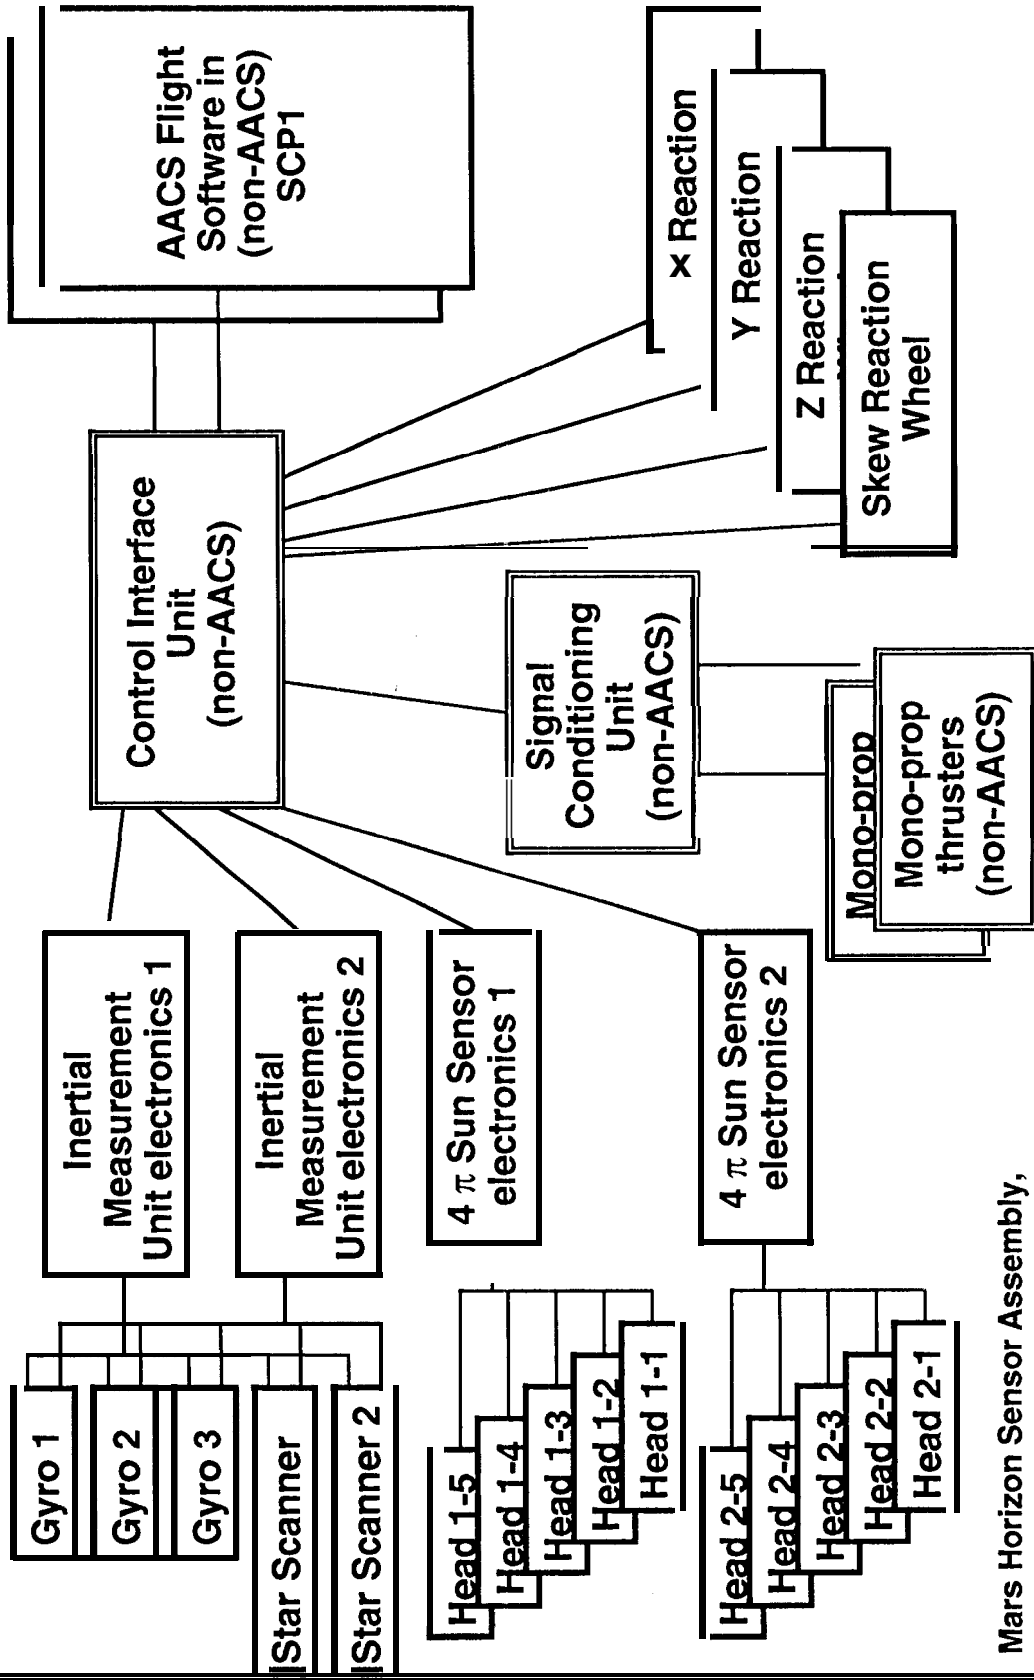 Gyro 1
Gyro 2
Gyro 3
Star Scanner
Star Scanner 2
Head 1-5
Head 1-4
Head 1-3
Head 1-2
Head 1-1
Head 2-5
Head 2-4
Head 2-3
Head 2-2
Head 2-1
Inertial
Measurement
Unit electronics 1
Inertial
Measurement
Unit electronics 2
4 π Sun Sensor
electronics 1
4 π Sun Sensor
electronics 2
Control Interface
Unit
(non-AACS)
Signal
Conditioning
Unit
(non-AACS)
Mono-prop
Mono-prop
thrusters
(non-AACS)
AACS Flight
Software in
(non-AACS)
SCP1
X Reaction
Y Reaction
Z Reaction
Skew Reaction
Wheel
Mars Horizon Sensor Assembly,